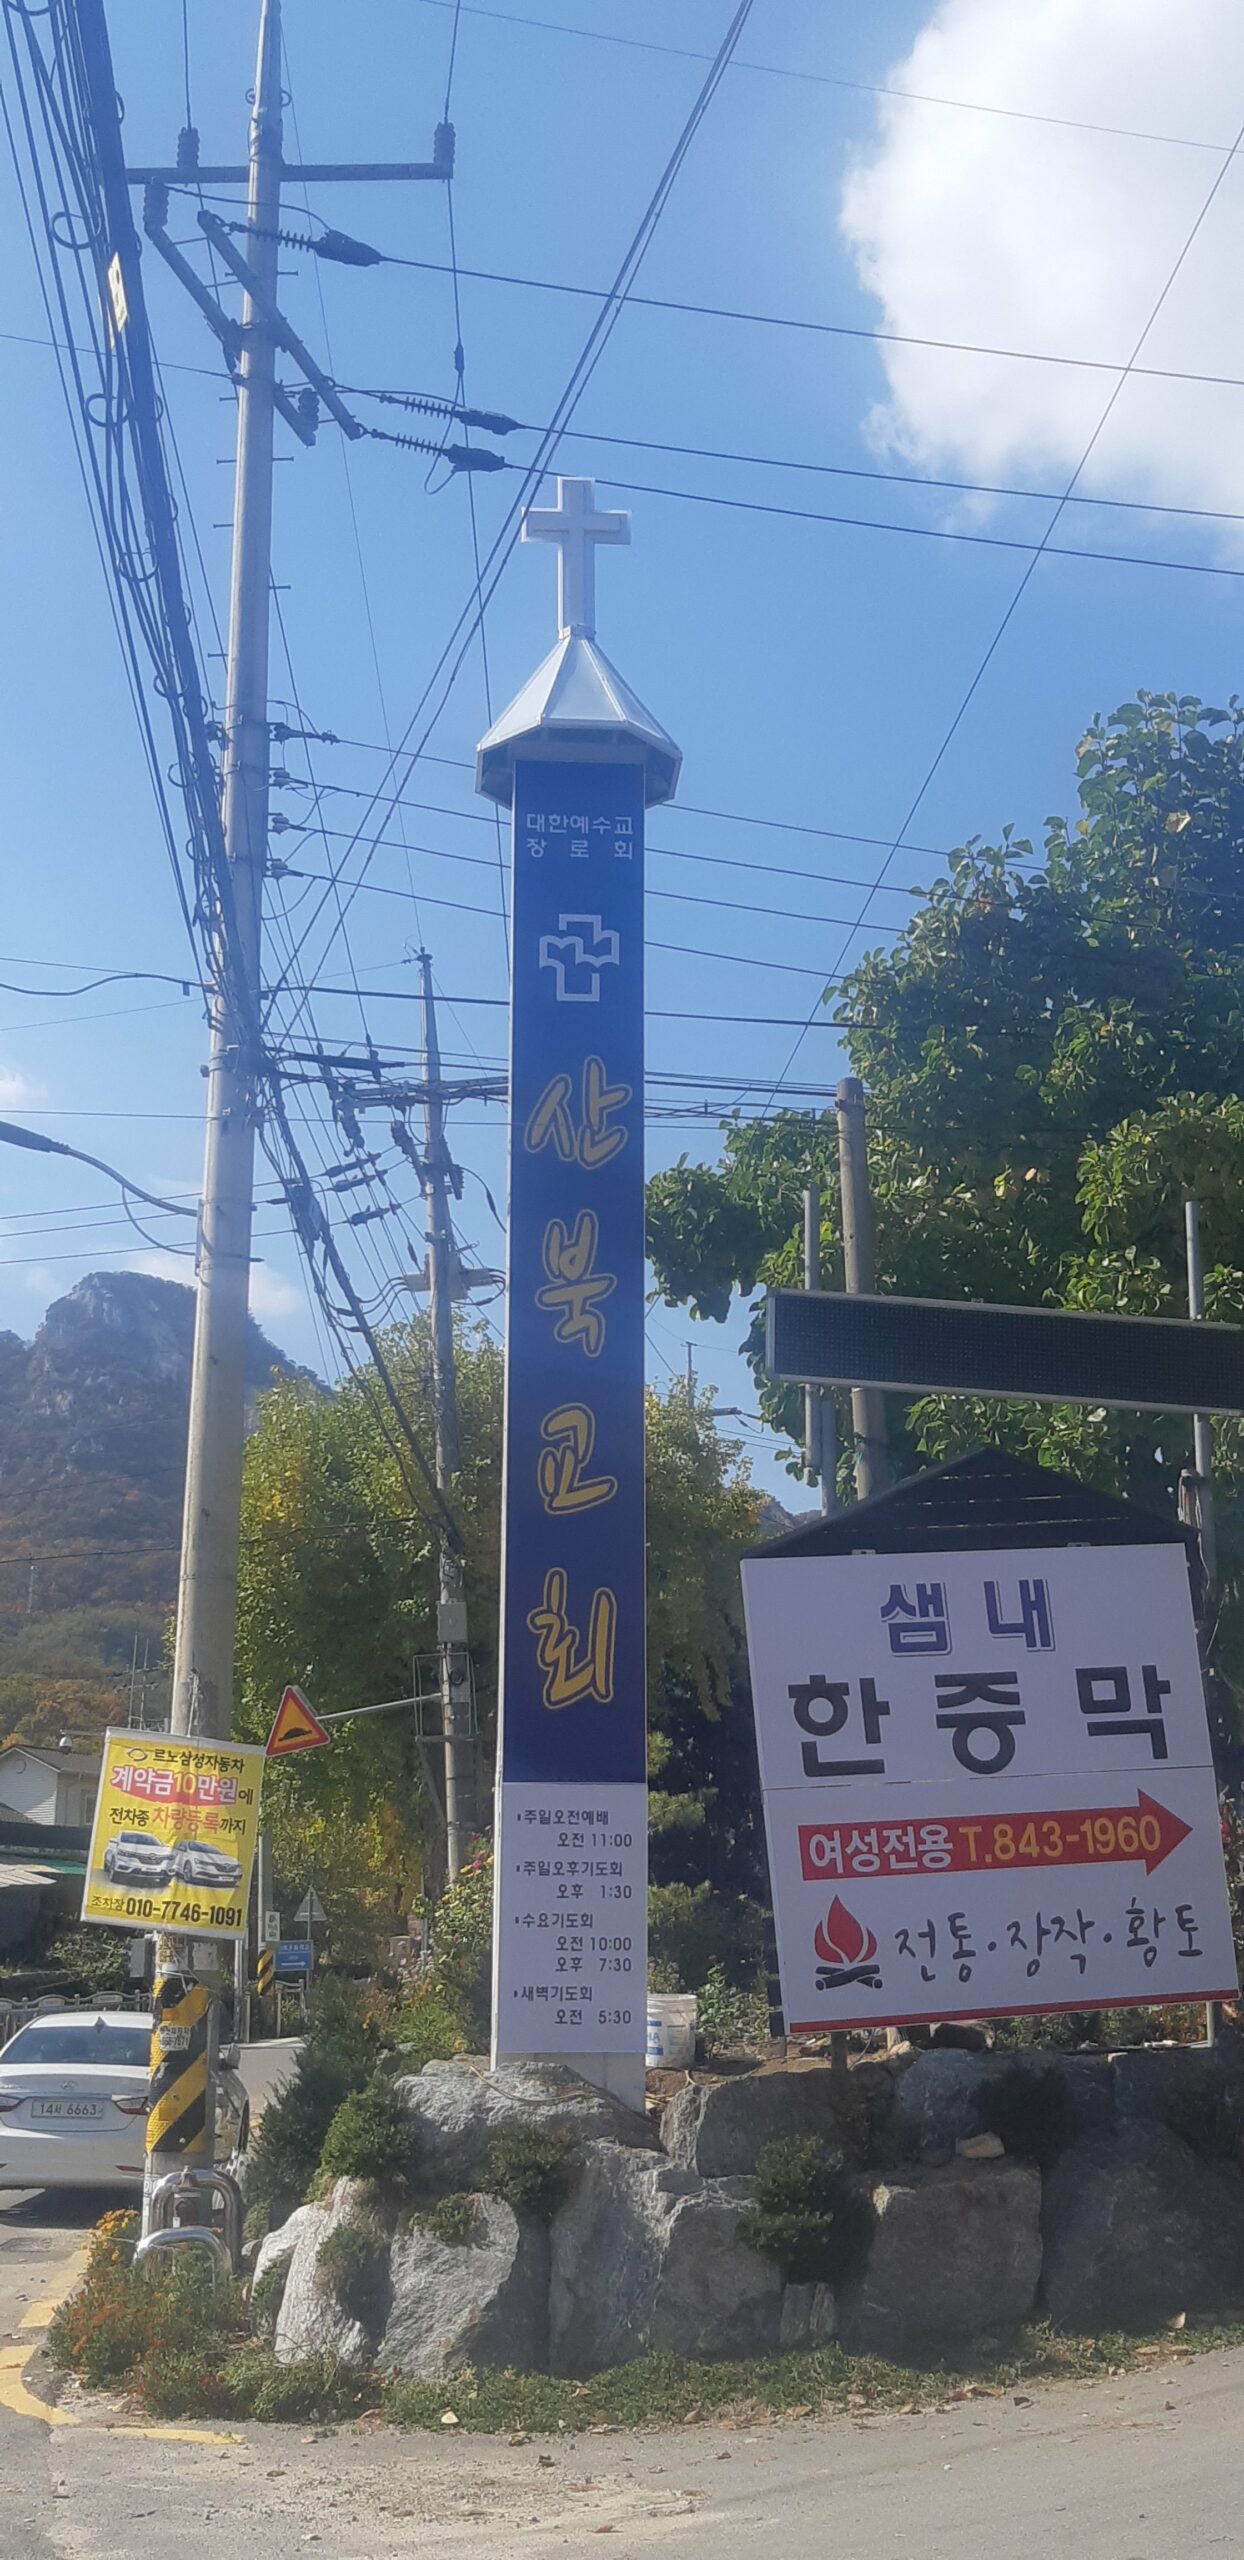 대한예수교
장로회
산북교회
주일오전예배
오전 11:00
주일오후기도회
오후 1:30
수요기도회
오전 10:00
오후 7:30
새벽기도회
오전 5:30
샘내
한증막
여성전용 T.843-1960
전통·장작·황토
르노삼성자동차
계약금10만원에
전차종 차량등록까지
조차장 010-7746-1091
14서 6663